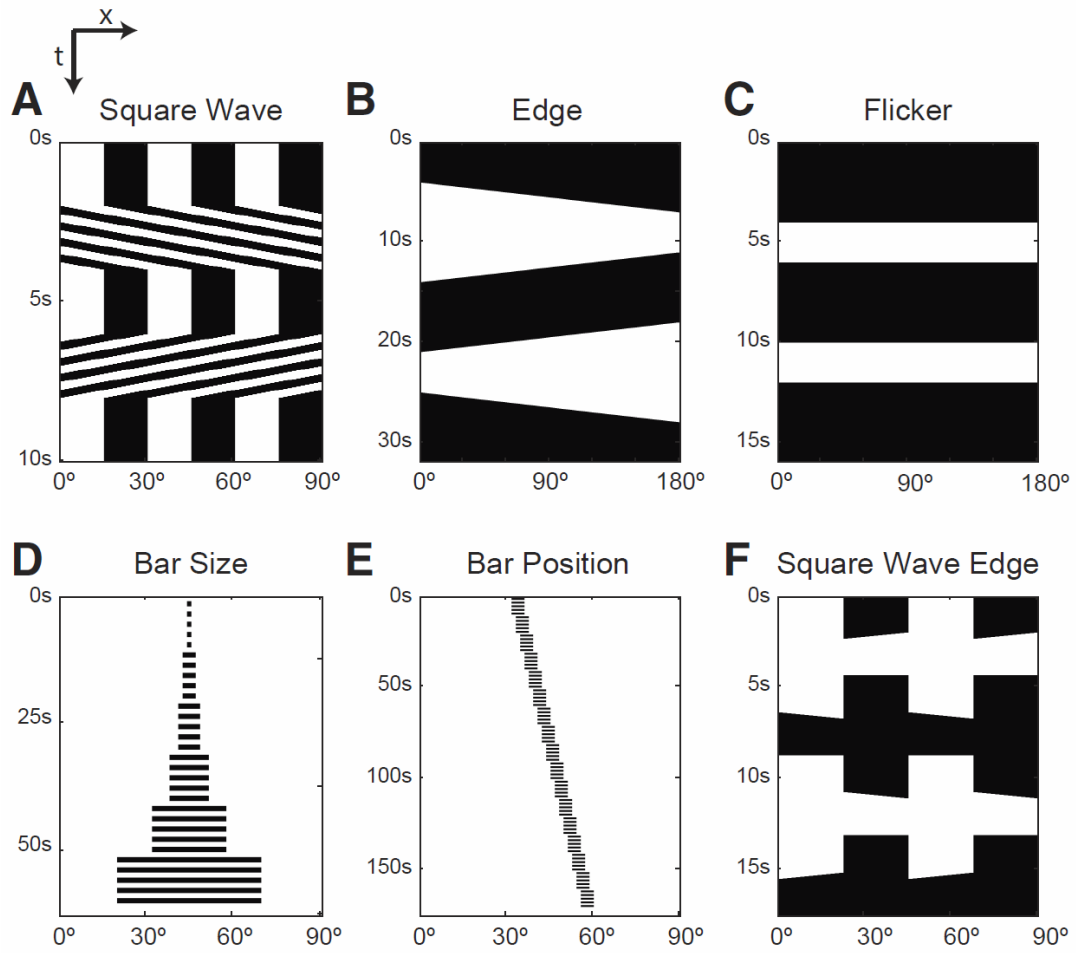 x
t
A Square Wave
B Edge
C Flicker
0s
5s
10s
0º 30º 60º 90º
0s
10s
20s
30s
0º 90º 180º
0s
5s
10s
15s
0º 90º 180º
D Bar Size
E Bar Position
F Square Wave Edge
0s
25s
50s
0º 30º 60º 90º
0s
50s
100s
150s
0º 30º 60º 90º
0s
5s
10s
15s
0º 30º 60º 90º